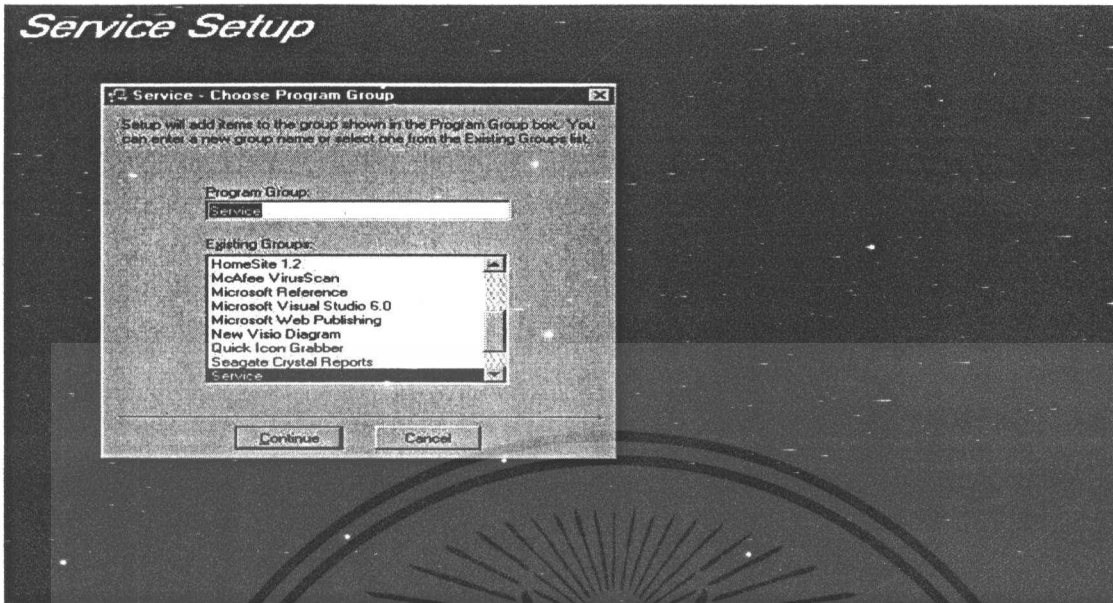 Service Setup
Service - Choose Program Group
Setup will add items to the group shown in the Program Group box. You
can enter a new group name or select one from the Existing Groups list.
Program Group:
Service
Existing Groups:
HomeSite 1.2
McAfee VirusScan
Microsoft Reference
Microsoft Visual Studio 6.0
Microsoft Web Publishing
New Visio Diagram
Quick Icon Grabber
Seagate Crystal Reports
Service
Continue
Cancel